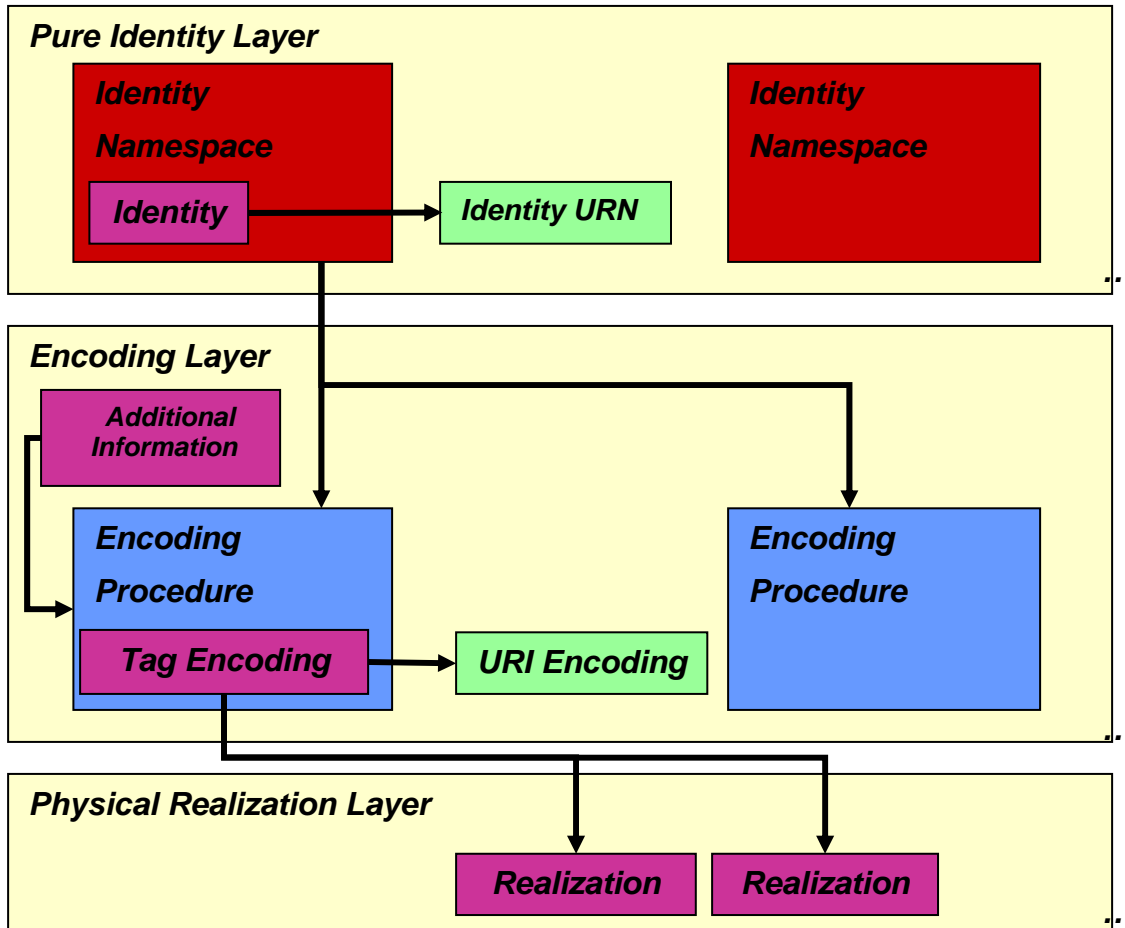 Pure Identity Layer
Identity
Namespace
Identity
Identity URN
Identity
Namespace
..
Encoding Layer
Additional
Information
Encoding
Procedure
Tag Encoding
URI Encoding
Encoding
Procedure
..
Physical Realization Layer
Realization
Realization
..